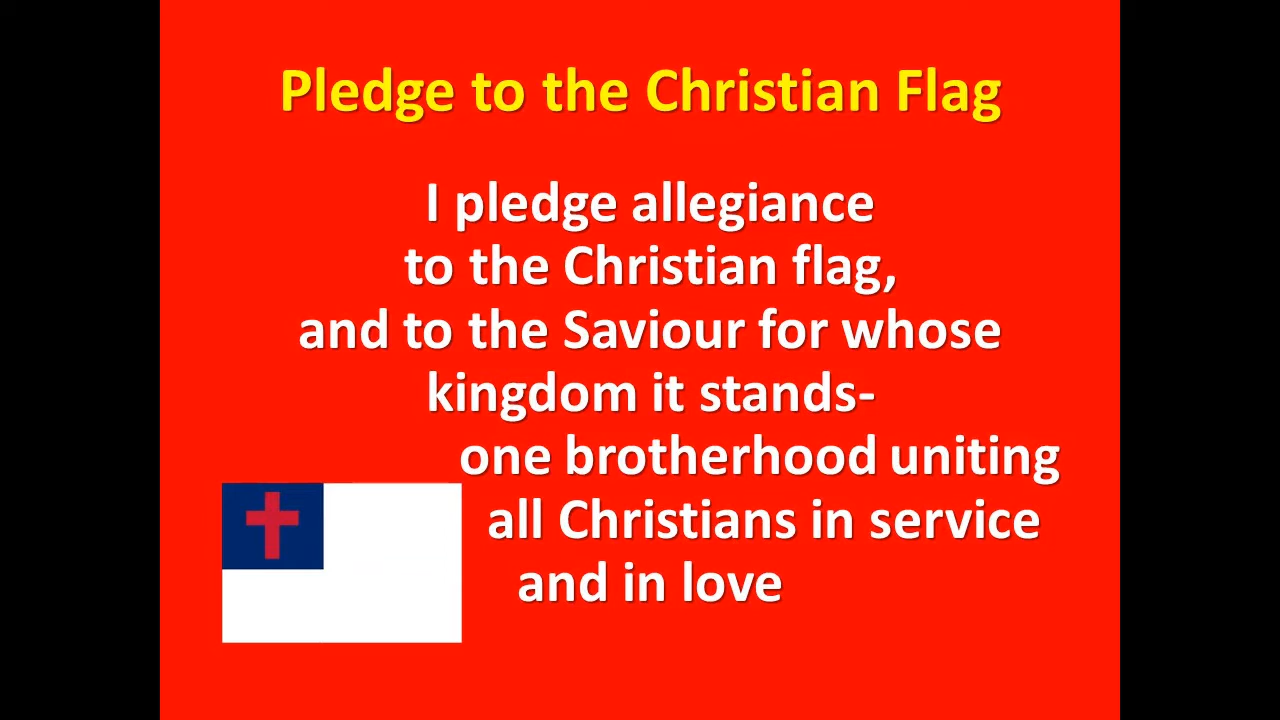 Pledge to the Christian Flag
I pledge allegiance
to the Christian flag,
and to the Saviour for whose
kingdom it stands-
one brotherhood uniting
all Christians in service
and in love